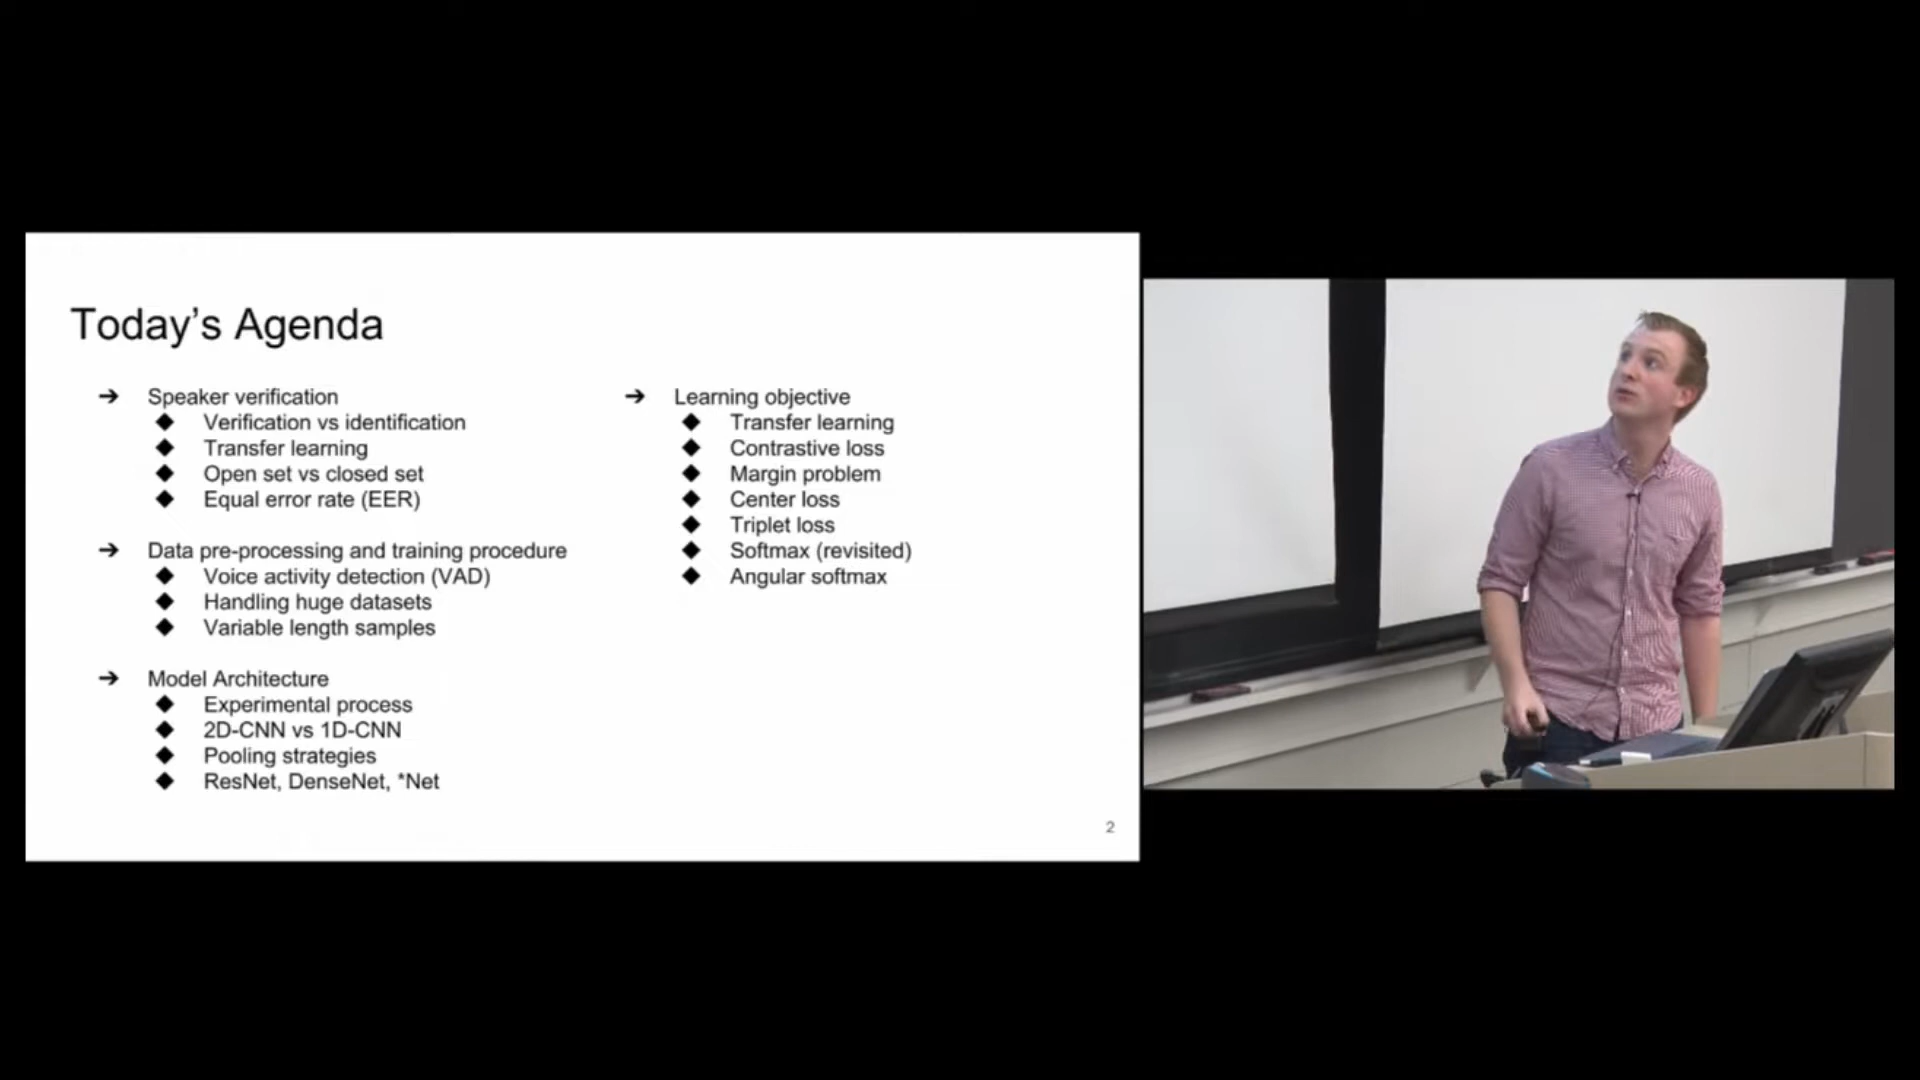 Today's Agenda
➔ Speaker verification
◆ Verification vs identification
◆ Transfer learning
◆ Open set vs closed set
◆ Equal error rate (EER)
➔ Data pre-processing and training procedure
◆ Voice activity detection (VAD)
◆ Handling huge datasets
◆ Variable length samples
➔ Model Architecture
◆ Experimental process
◆ 2D-CNN vs 1D-CNN
◆ Pooling strategies
◆ ResNet, DenseNet, *Net
➔ Learning objective
◆ Transfer learning
◆ Contrastive loss
◆ Margin problem
◆ Center loss
◆ Triplet loss
◆ Softmax (revisited)
◆ Angular softmax
2